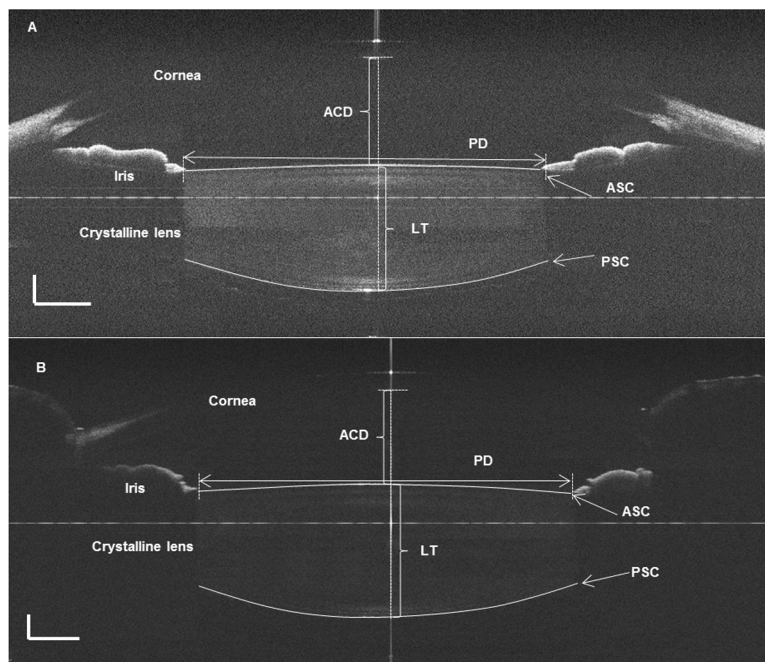 A
Cornea
ACD
PD
Iris
ASC
Crystalline lens
LT
PSC
B
Cornea
ACD
PD
Iris
ASC
Crystalline lens
LT
PSC